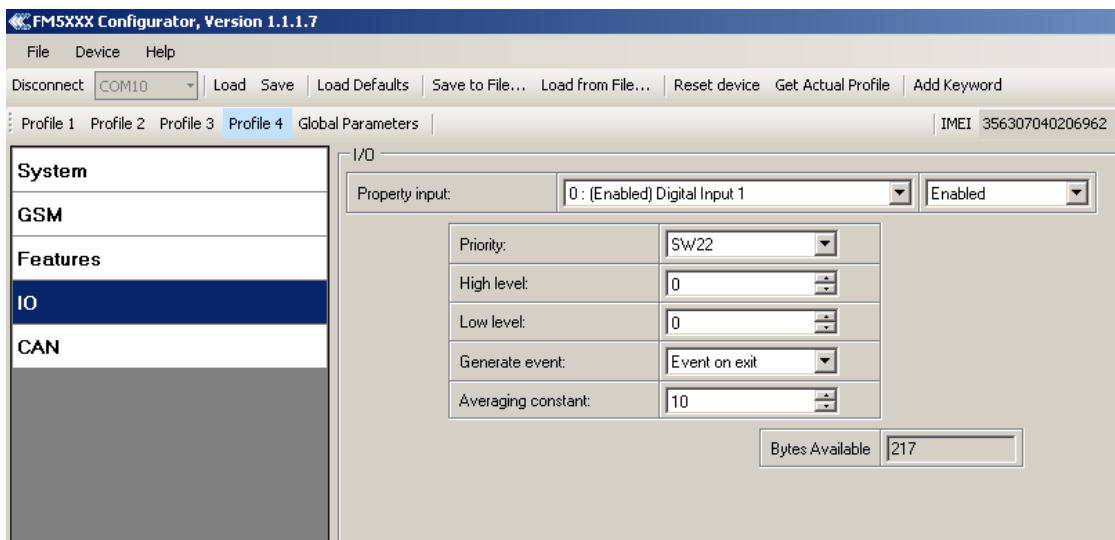 FM5XXX Configurator, Version 1.1.1.7
File Device Help
Disconnect COM10 Load Save Load Defaults Save to File... Load from File... Reset device Get Actual Profile Add Keyword
Profile 1 Profile 2 Profile 3 Profile 4 Global Parameters IMEI 356307040206962
System
GSM
Features
IO
CAN
I/O
Property input: 0 : (Enabled) Digital Input 1 Enabled
Priority: SW22
High level: 0
Low level: 0
Generate event: Event on exit
Averaging constant: 10
Bytes Available 217